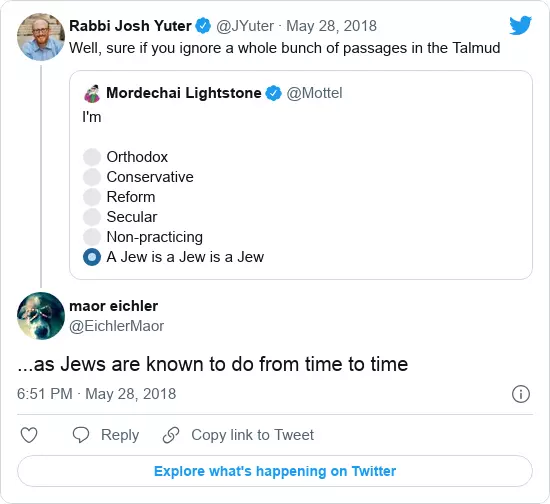 Rabbi Josh Yuter @JYuter · May 28, 2018
Well, sure if you ignore a whole bunch of passages in the Talmud
Mordechai Lightstone @Mottel
I'm
Orthodox
Conservative
Reform
Secular
Non-practicing
A Jew is a Jew is a Jew
maor eichler
@EichlerMaor
...as Jews are known to do from time to time
6:51 PM · May 28, 2018
Reply Copy link to Tweet
Explore what's happening on Twitter